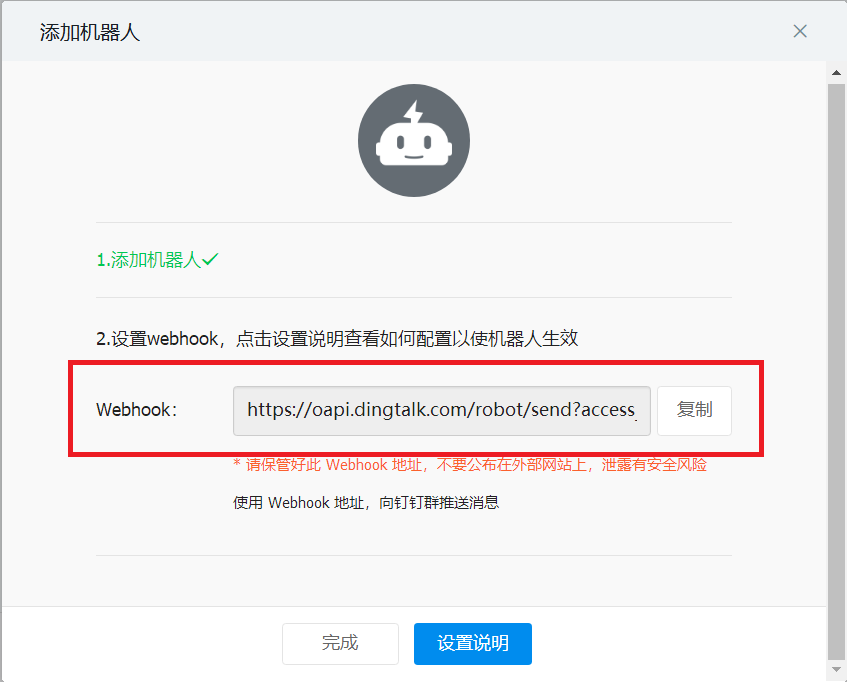 添加机器人
1.添加机器人
2.设置webhook，点击设置说明查看如何配置以使机器人生效
Webhook： https://oapi.dingtalk.com/robot/send?access_ 复制
* 请保管好此 Webhook 地址，不要公布在外部网站上，泄露有安全风险
使用 Webhook 地址，向钉钉群推送消息
完成 设置说明